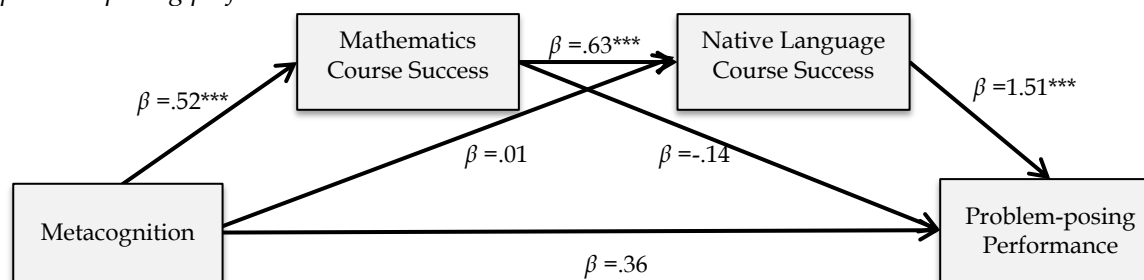 Mathematics
Course Success
β =.63***
Native Language
Course Success
β =.52***
β =1.51***
β =.01
β =-.14
Metacognition
Problem-posing
Performance
β =.36